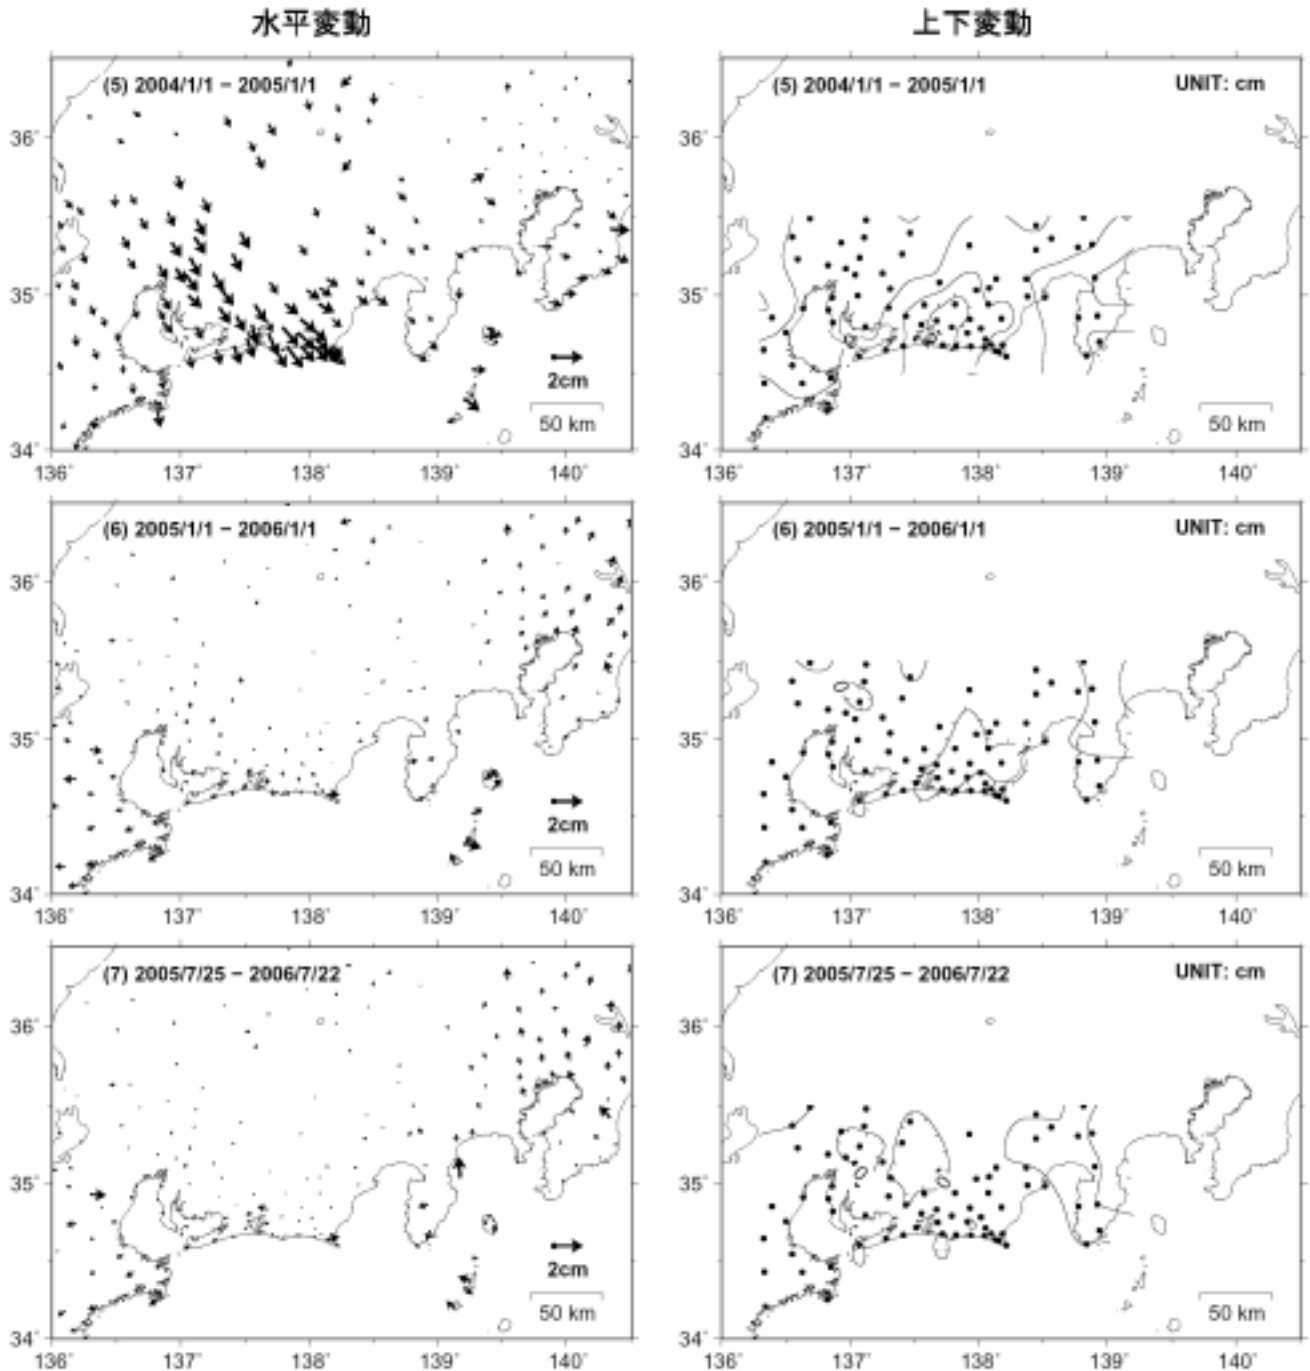 水平変動
上下変動
(5) 2004/1/1 − 2005/1/1
36°
35°
34°
2cm
50 km
136° 137° 138° 139° 140°
(5) 2004/1/1 − 2005/1/1 UNIT: cm
36°
35°
34°
50 km
136° 137° 138° 139° 140°
(6) 2005/1/1 − 2006/1/1
36°
35°
34°
2cm
50 km
136° 137° 138° 139° 140°
(6) 2005/1/1 − 2006/1/1 UNIT: cm
36°
35°
34°
50 km
136° 137° 138° 139° 140°
(7) 2005/7/25 − 2006/7/22
36°
35°
34°
2cm
50 km
136° 137° 138° 139° 140°
(7) 2005/7/25 − 2006/7/22 UNIT: cm
36°
35°
34°
50 km
136° 137° 138° 139° 140°